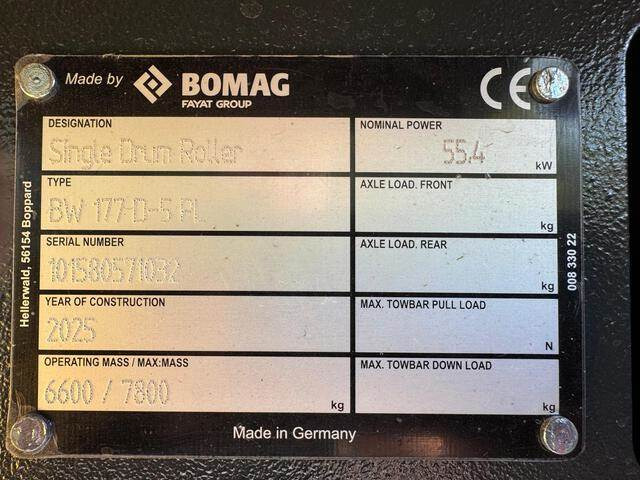 Made by BOMAG CE
FAYAT GROUP
DESIGNATION
Single Drum Roller
NOMINAL POWER
55.4 kW
TYPE
BW 177 D-5 PL
AXLE LOAD. FRONT
kg
SERIAL NUMBER
101580571032
AXLE LOAD. REAR
kg
YEAR OF CONSTRUCTION
2025
MAX. TOWBAR PULL LOAD
N
OPERATING MASS / MAX:MASS
6600 / 7800 kg
MAX. TOWBAR DOWN LOAD
kg
Made in Germany
Hellerwald, 56154 Boppard
008 330 22